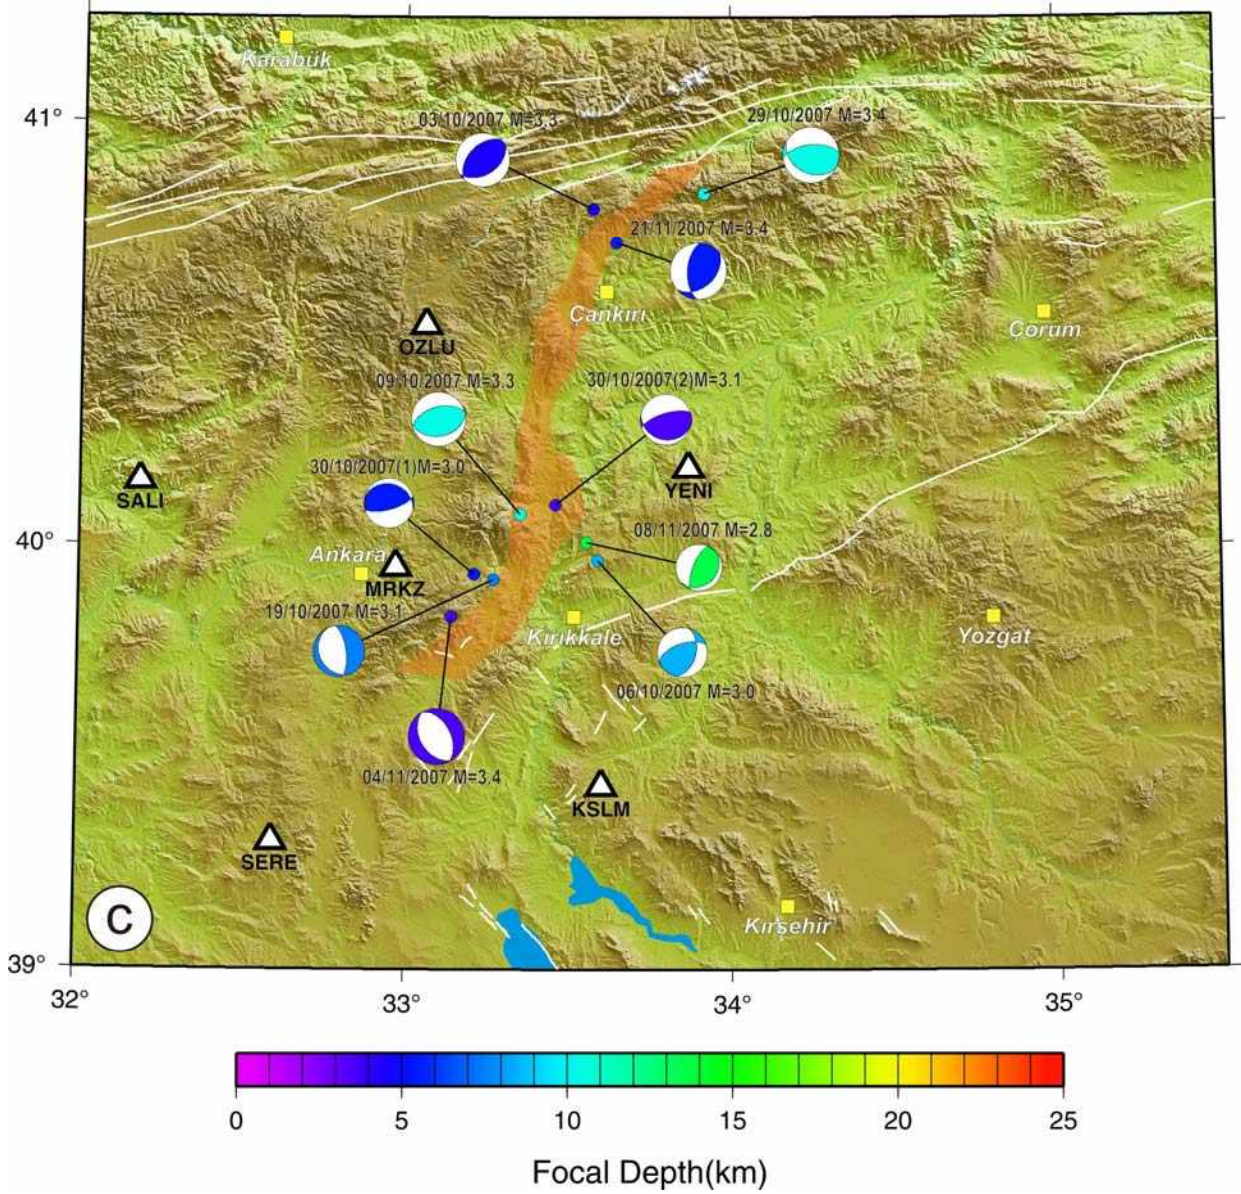 Karabük
41°
03/10/2007 M=3.3
29/10/2007 M=3.4
21/11/2007 M=3.4
Çankırı
Çorum
OZLU
09/10/2007 M=3.3
30/10/2007(2)M=3.1
30/10/2007(1)M=3.0
SALI
YENI
08/11/2007 M=2.8
40°
Ankara
MRKZ
19/10/2007 M=3.1
Kırıkkale
Yozgat
06/10/2007 M=3.0
04/11/2007 M=3.4
KSLM
SERE
C
Kırşehir
39°
32° 33° 34° 35°
0 5 10 15 20 25
Focal Depth(km)